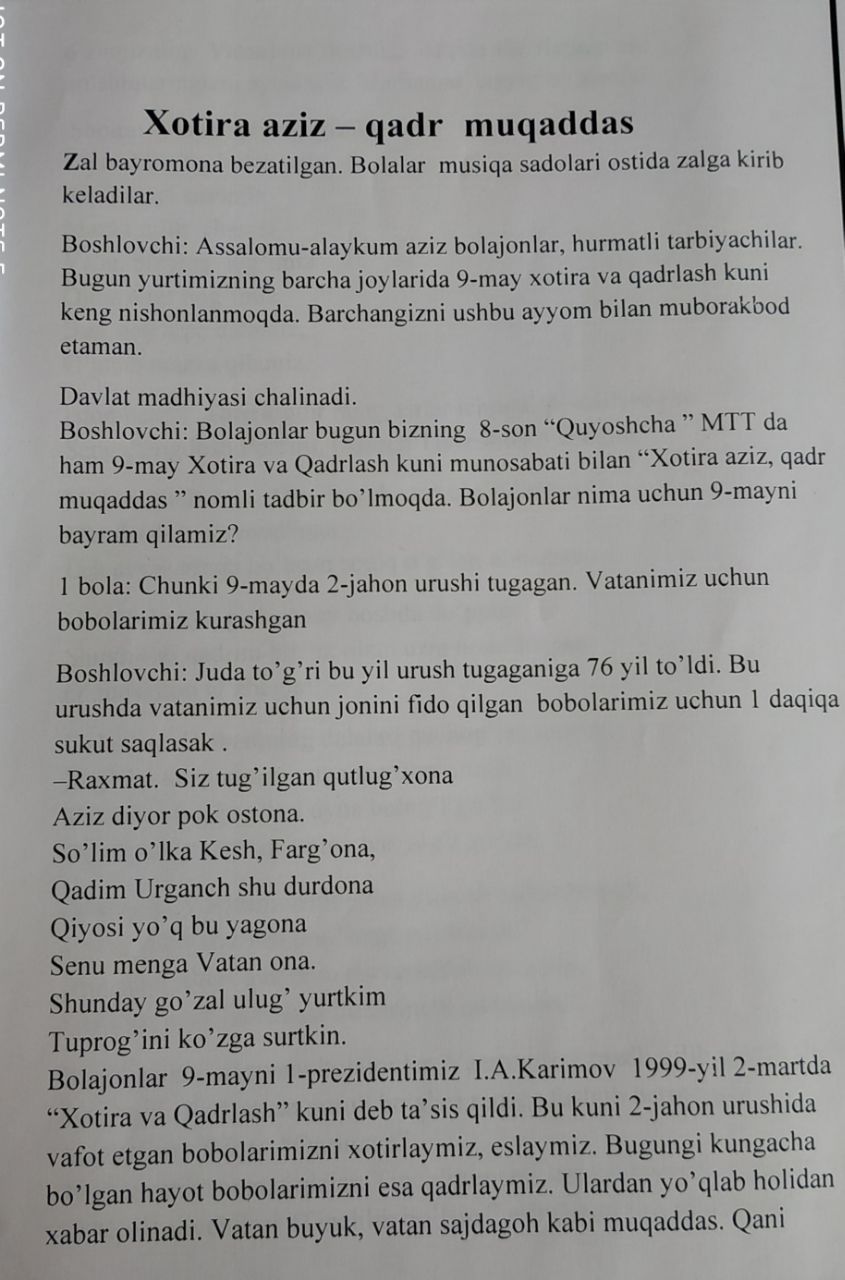 Xotira aziz – qadr muqaddas
Zal bayromona bezatilgan. Bolalar musiqa sadolari ostida zalga kirib
keladilar.
Boshlovchi: Assalomu-alaykum aziz bolajonlar, hurmatli tarbiyachilar.
Bugun yurtimizning barcha joylarida 9-may xotira va qadrlash kuni
keng nishonlanmoqda. Barchangizni ushbu ayyom bilan muborakbod
etaman.
Davlat madhiyasi chalinadi.
Boshlovchi: Bolajonlar bugun bizning 8-son “Quyoshcha ” MTT da
ham 9-may Xotira va Qadrlash kuni munosabati bilan “Xotira aziz, qadr
muqaddas ” nomli tadbir bo’lmoqda. Bolajonlar nima uchun 9-mayni
bayram qilamiz?
1 bola: Chunki 9-mayda 2-jahon urushi tugagan. Vatanimiz uchun
bobolarimiz kurashgan
Boshlovchi: Juda to’g’ri bu yil urush tugaganiga 76 yil to’ldi. Bu
urushda vatanimiz uchun jonini fido qilgan bobolarimiz uchun 1 daqiqa
sukut saqlasak .
–Raxmat. Siz tug’ilgan qutlug’xona
Aziz diyor pok ostona.
So’lim o’lka Kesh, Farg’ona,
Qadim Urganch shu durdona
Qiyosi yo’q bu yagona
Senu menga Vatan ona.
Shunday go’zal ulug’ yurtkim
Tuprog’ini ko’zga surtkin.
Bolajonlar 9-mayni 1-prezidentimiz I.A.Karimov 1999-yil 2-martda
“Xotira va Qadrlash” kuni deb ta’sis qildi. Bu kuni 2-jahon urushida
vafot etgan bobolarimizni xotirlaymiz, eslaymiz. Bugungi kungacha
bo’lgan hayot bobolarimizni esa qadrlaymiz. Ulardan yo’qlab holidan
xabar olinadi. Vatan buyuk, vatan sajdagoh kabi muqaddas. Qani